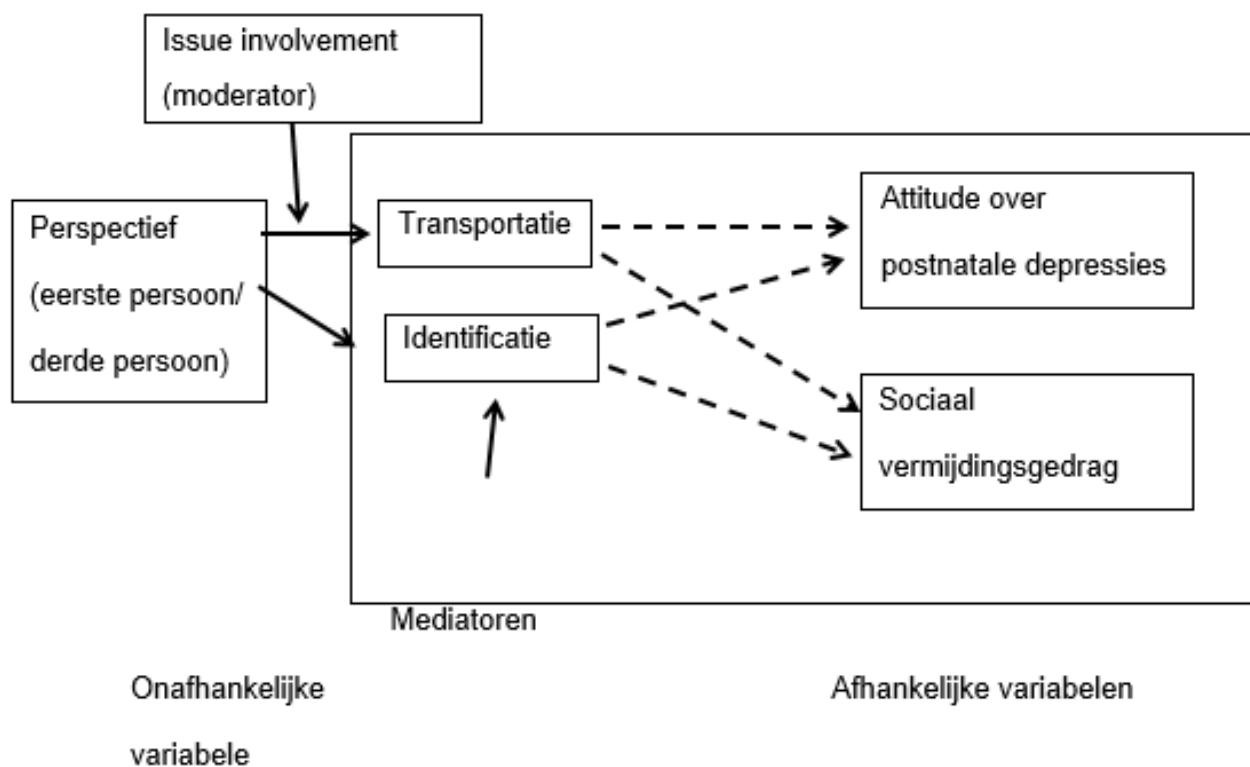 Issue involvement
(moderator)
Perspectief
(eerste persoon/
derde persoon)
Transportatie
Identificatie
Attitude over
postnatale depressies
Sociaal
vermijdingsgedrag
Mediatoren
Onafhankelijke
variabele
Afhankelijke variabelen